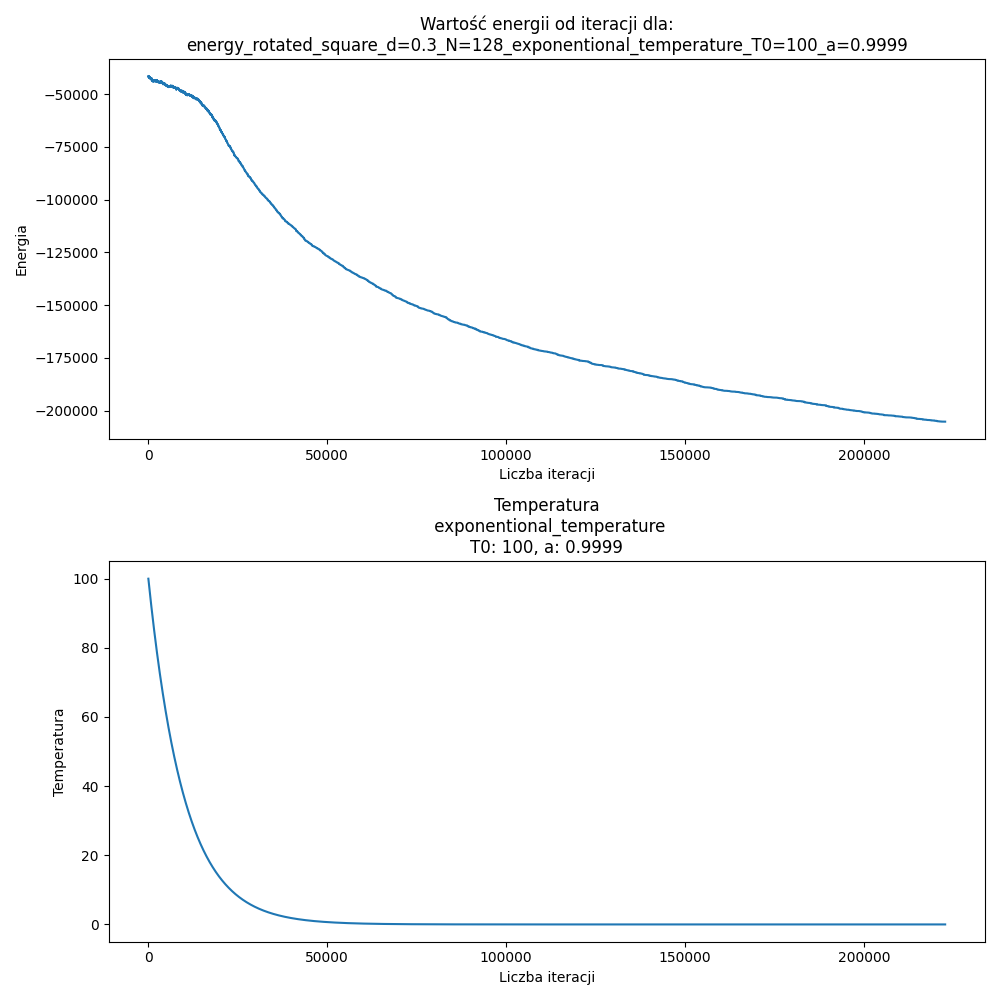 Wartość energii od iteracji dla:
energy_rotated_square_d=0.3_N=128_exponentional_temperature_T0=100_a=0.9999
−50000
−75000
−100000
−125000
−150000
−175000
−200000
Energia
0
50000
100000
150000
200000
Liczba iteracji
Temperatura
exponentional_temperature
T0: 100, a: 0.9999
100
80
60
40
20
0
Temperatura
0
50000
100000
150000
200000
Liczba iteracji